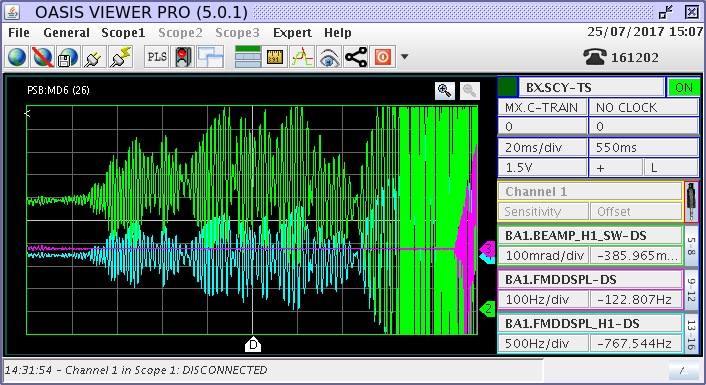 OASIS VIEWER PRO (5.0.1)
File General Scope1 Scope2 Scope3 Expert Help 25/07/2017 15:07
PLS 161202
PSB:MD6 (26)
BX.SCY-TS ON
MX.C-TRAIN NO CLOCK
0 0
20ms/div 550ms
1.5V + L
Channel 1
Sensitivity Offset
BA1.BEAMP_H1_SW-DS
100mrad/div -385.965m...
BA1.FMDDSPL-DS
100Hz/div -122.807Hz
BA1.FMDDSPL_H1-DS
500Hz/div -767.544Hz
5-8
9-12
13-16
3
2
D
14:31:54 - Channel 1 in Scope 1: DISCONNECTED